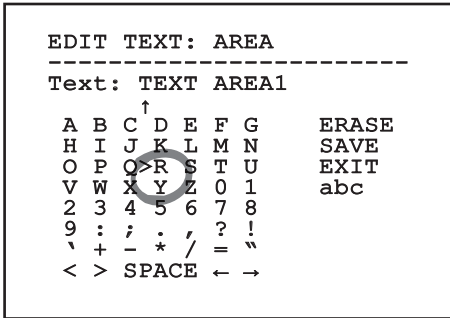 EDIT TEXT: AREA
------------------------
Text: TEXT AREA1
↑
A B C D E F G ERASE
H I J K L M N SAVE
O P Q>R S T U EXIT
V W X Y Z 0 1 abc
2 3 4 5 6 7 8
9 : ; . , ? !
‵ + - * / = ‶
< > SPACE ← →